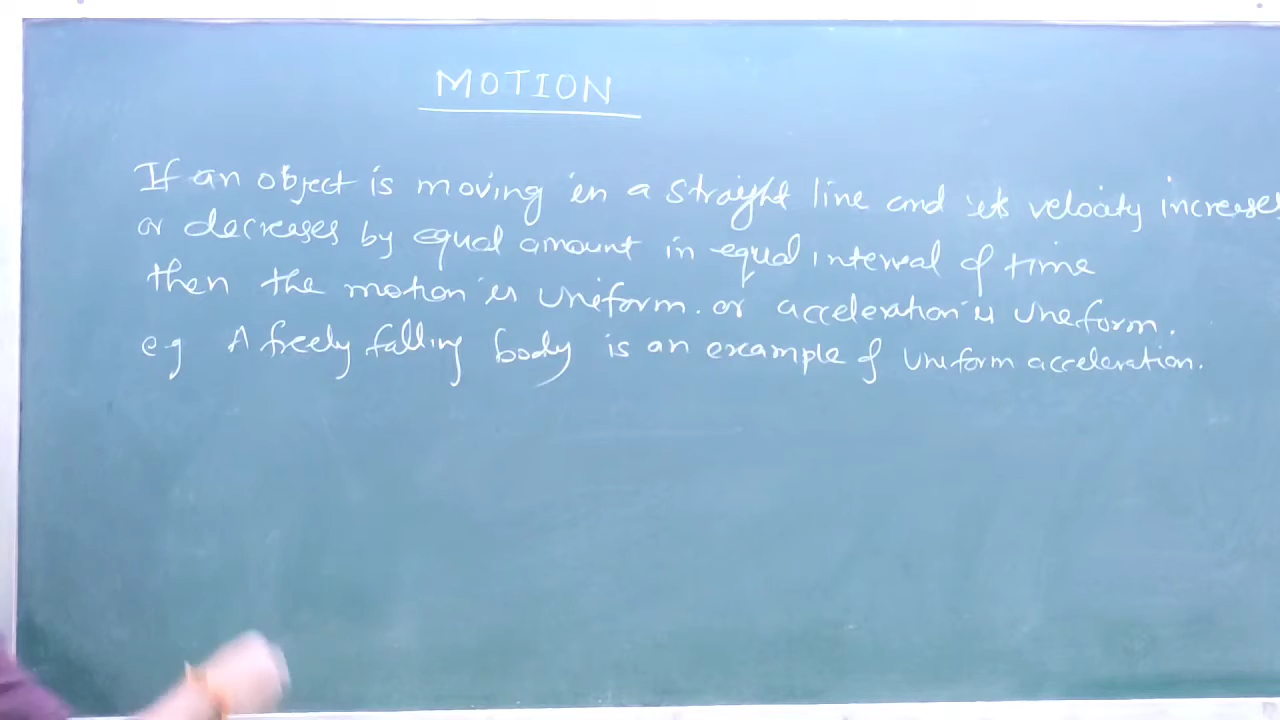 MOTION
If an object is moving in a straight line and its velocity increases
or decreases by equal amount in equal interval of time
then the motion is uniform. or acceleration is uniform.
e.g A freely falling body is an example of uniform acceleration.